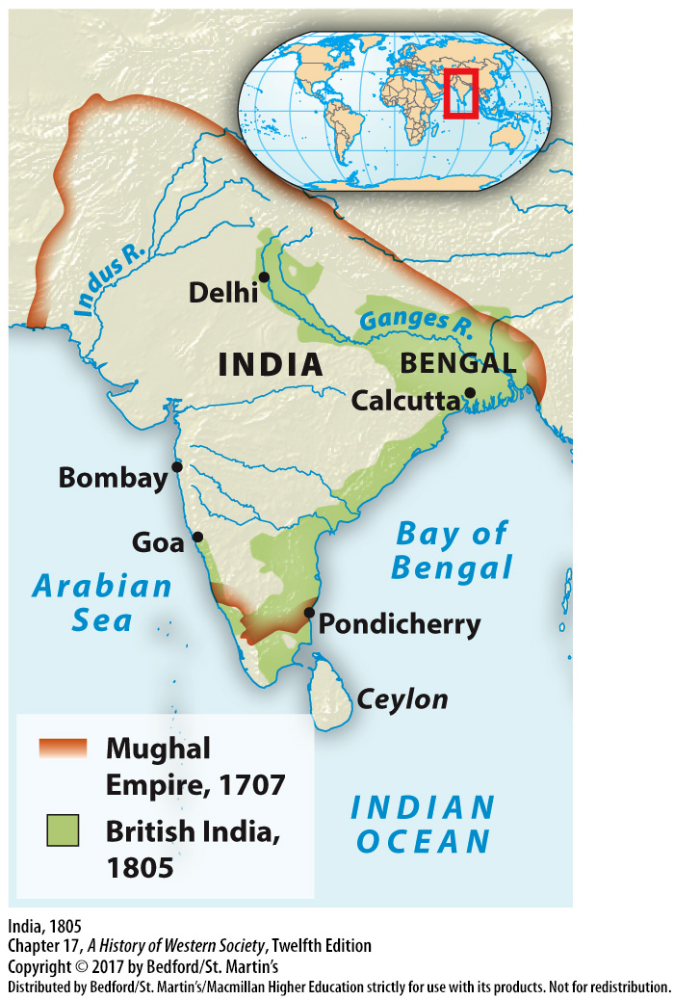 Indus R.
Delhi
Ganges R.
INDIA
BENGAL
Calcutta
Bombay
Goa
Bay of
Bengal
Arabian
Sea
Pondicherry
Ceylon
Mughal
Empire, 1707
British India,
1805
INDIAN
OCEAN
India, 1805
Chapter 17, A History of Western Society, Twelfth Edition
Copyright © 2017 by Bedford/St. Martin's
Distributed by Bedford/St. Martin's/Macmillan Higher Education strictly for use with its products. Not for redistribution.